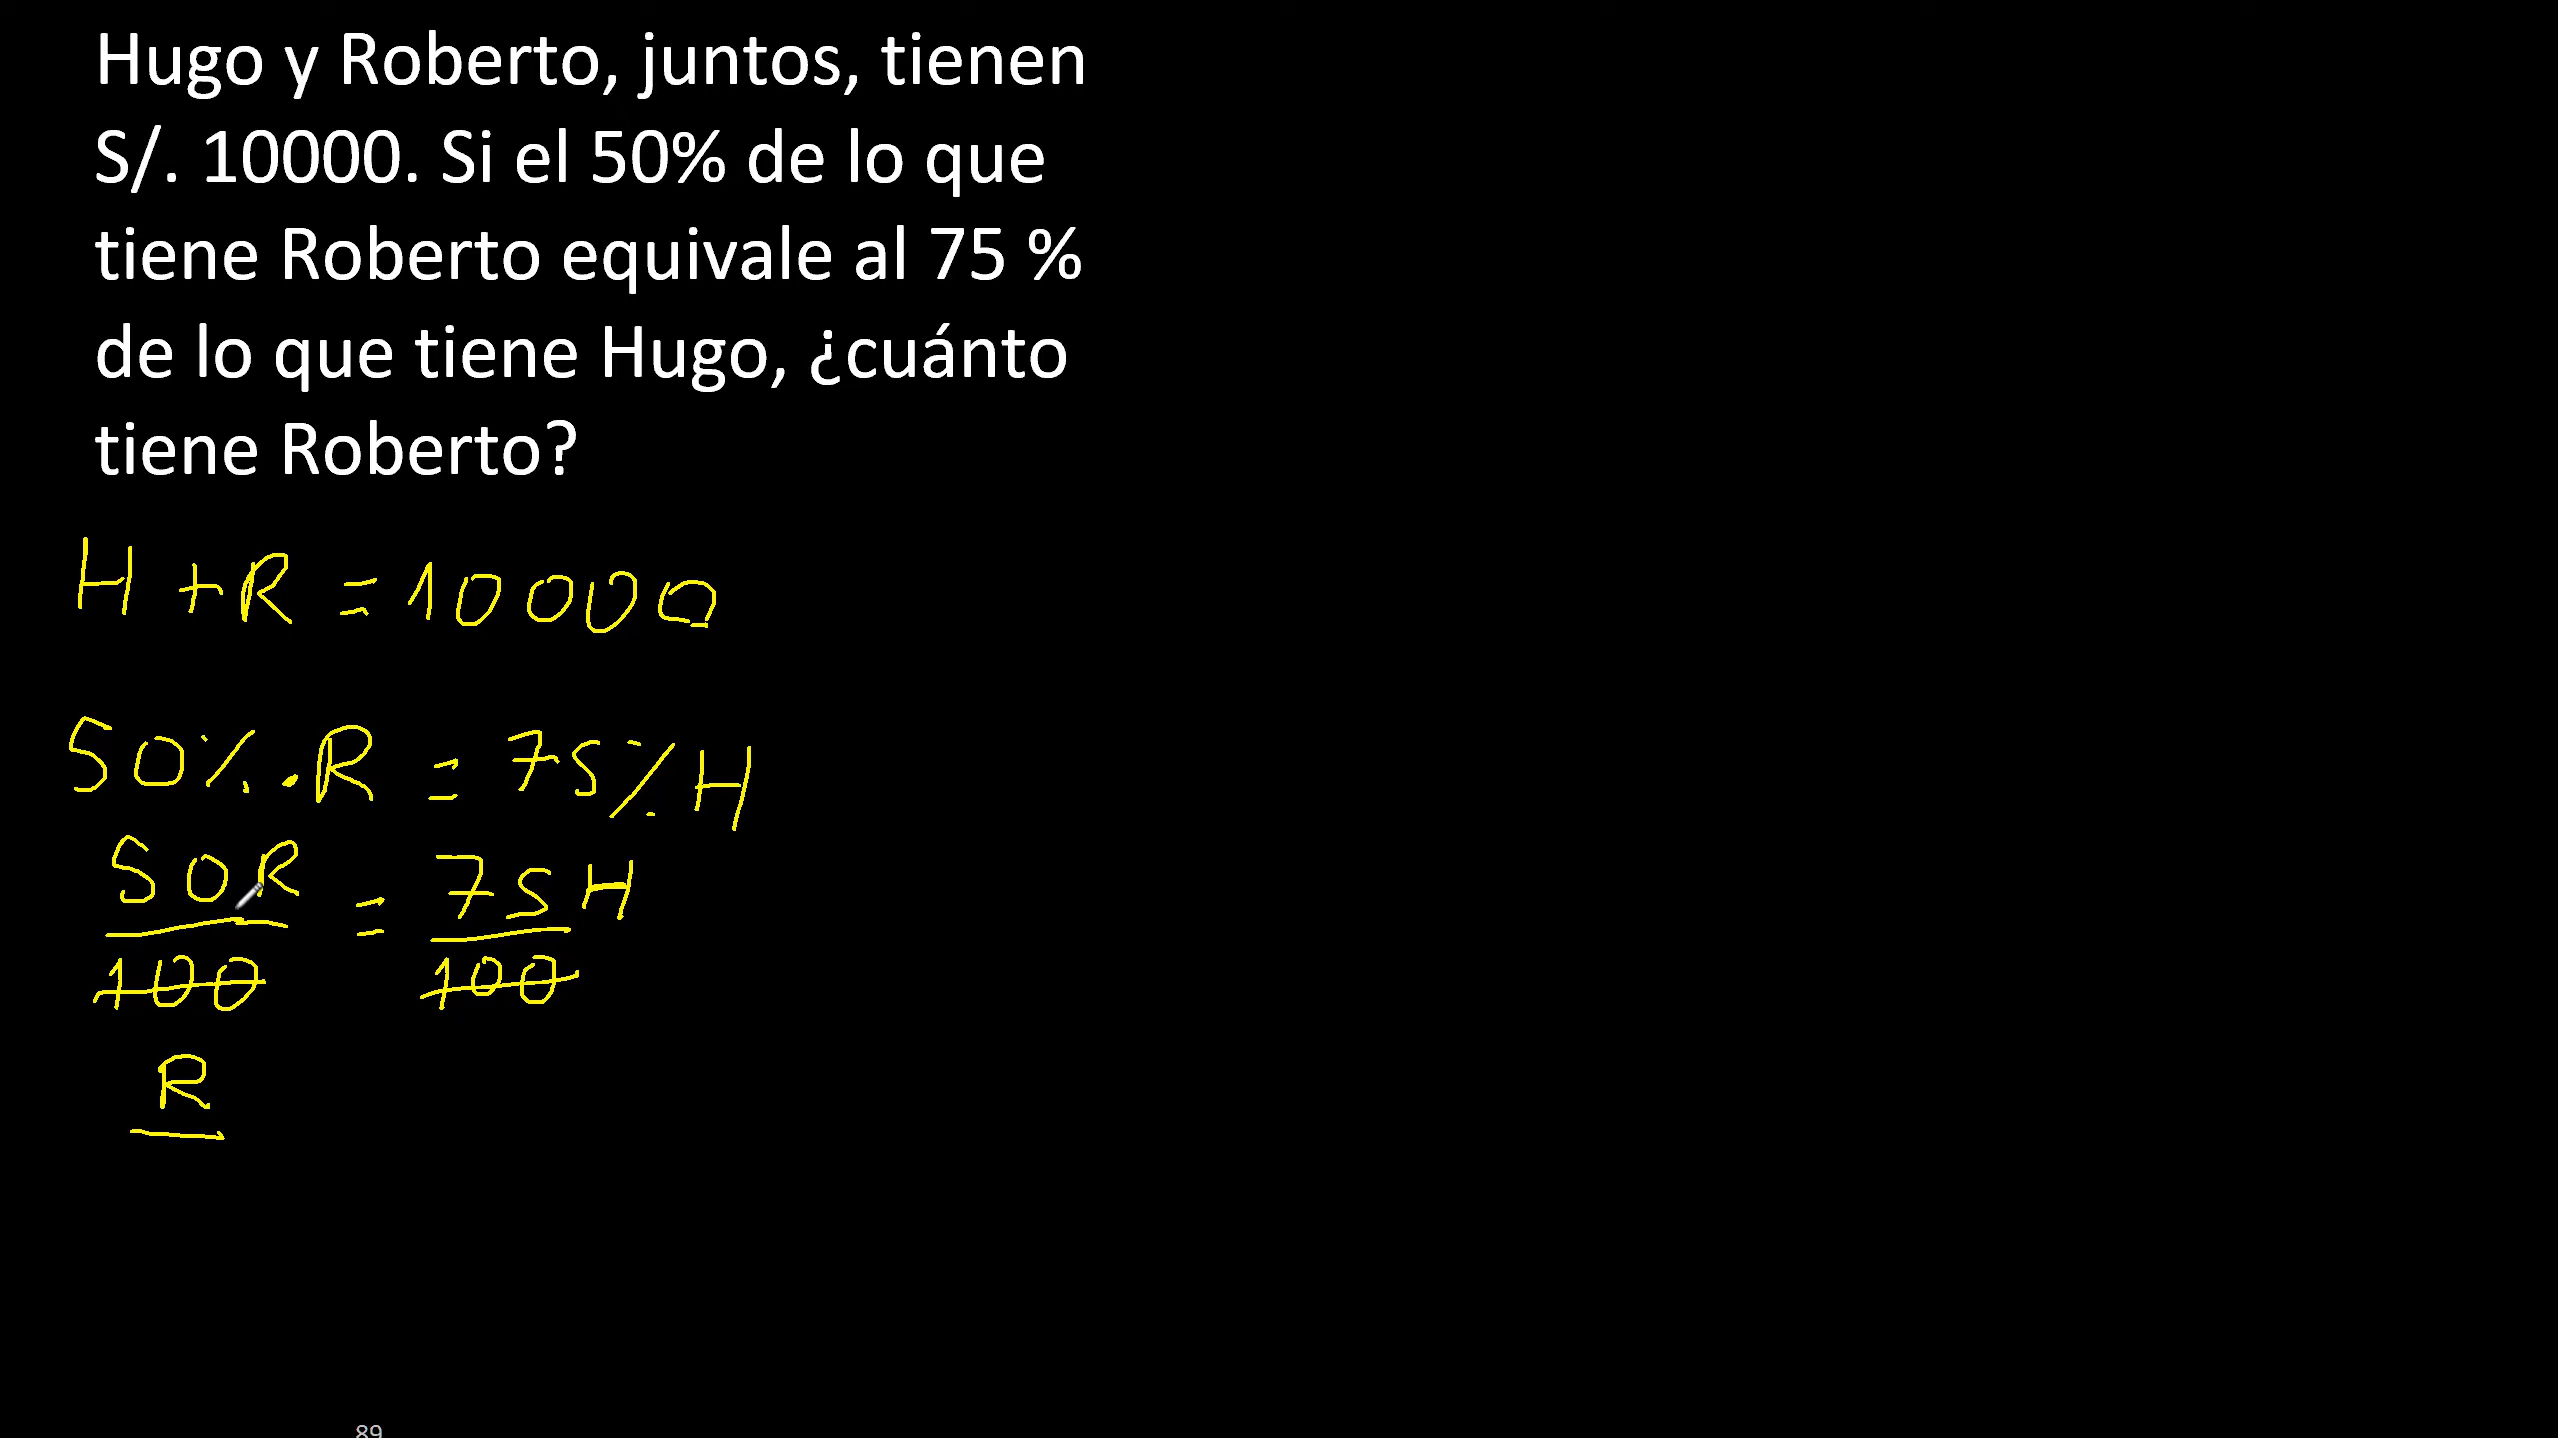 Hugo y Roberto, juntos, tienen
S/. 10000. Si el 50% de lo que
tiene Roberto equivale al 75 %
de lo que tiene Hugo, ¿cuánto
tiene Roberto?
H + R = 10000
50% . R = 75% H
50R = 75H
100 100
R
89